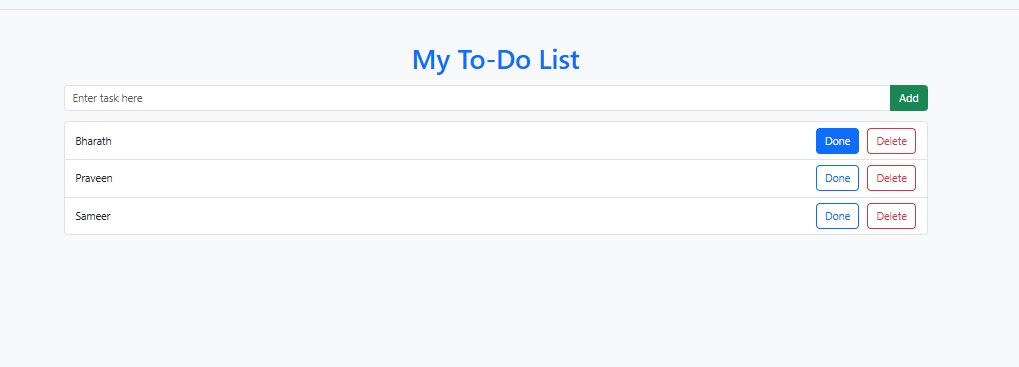 My To-Do List
Enter task here Add
Bharath Done Delete
Praveen Done Delete
Sameer Done Delete